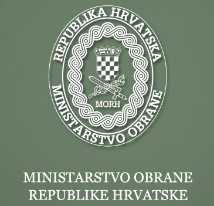 REPUBLIKA HRVATSKA
MORH
MINISTARSTVO OBRANE
MINISTARSTVO OBRANE
REPUBLIKE HRVATSKE